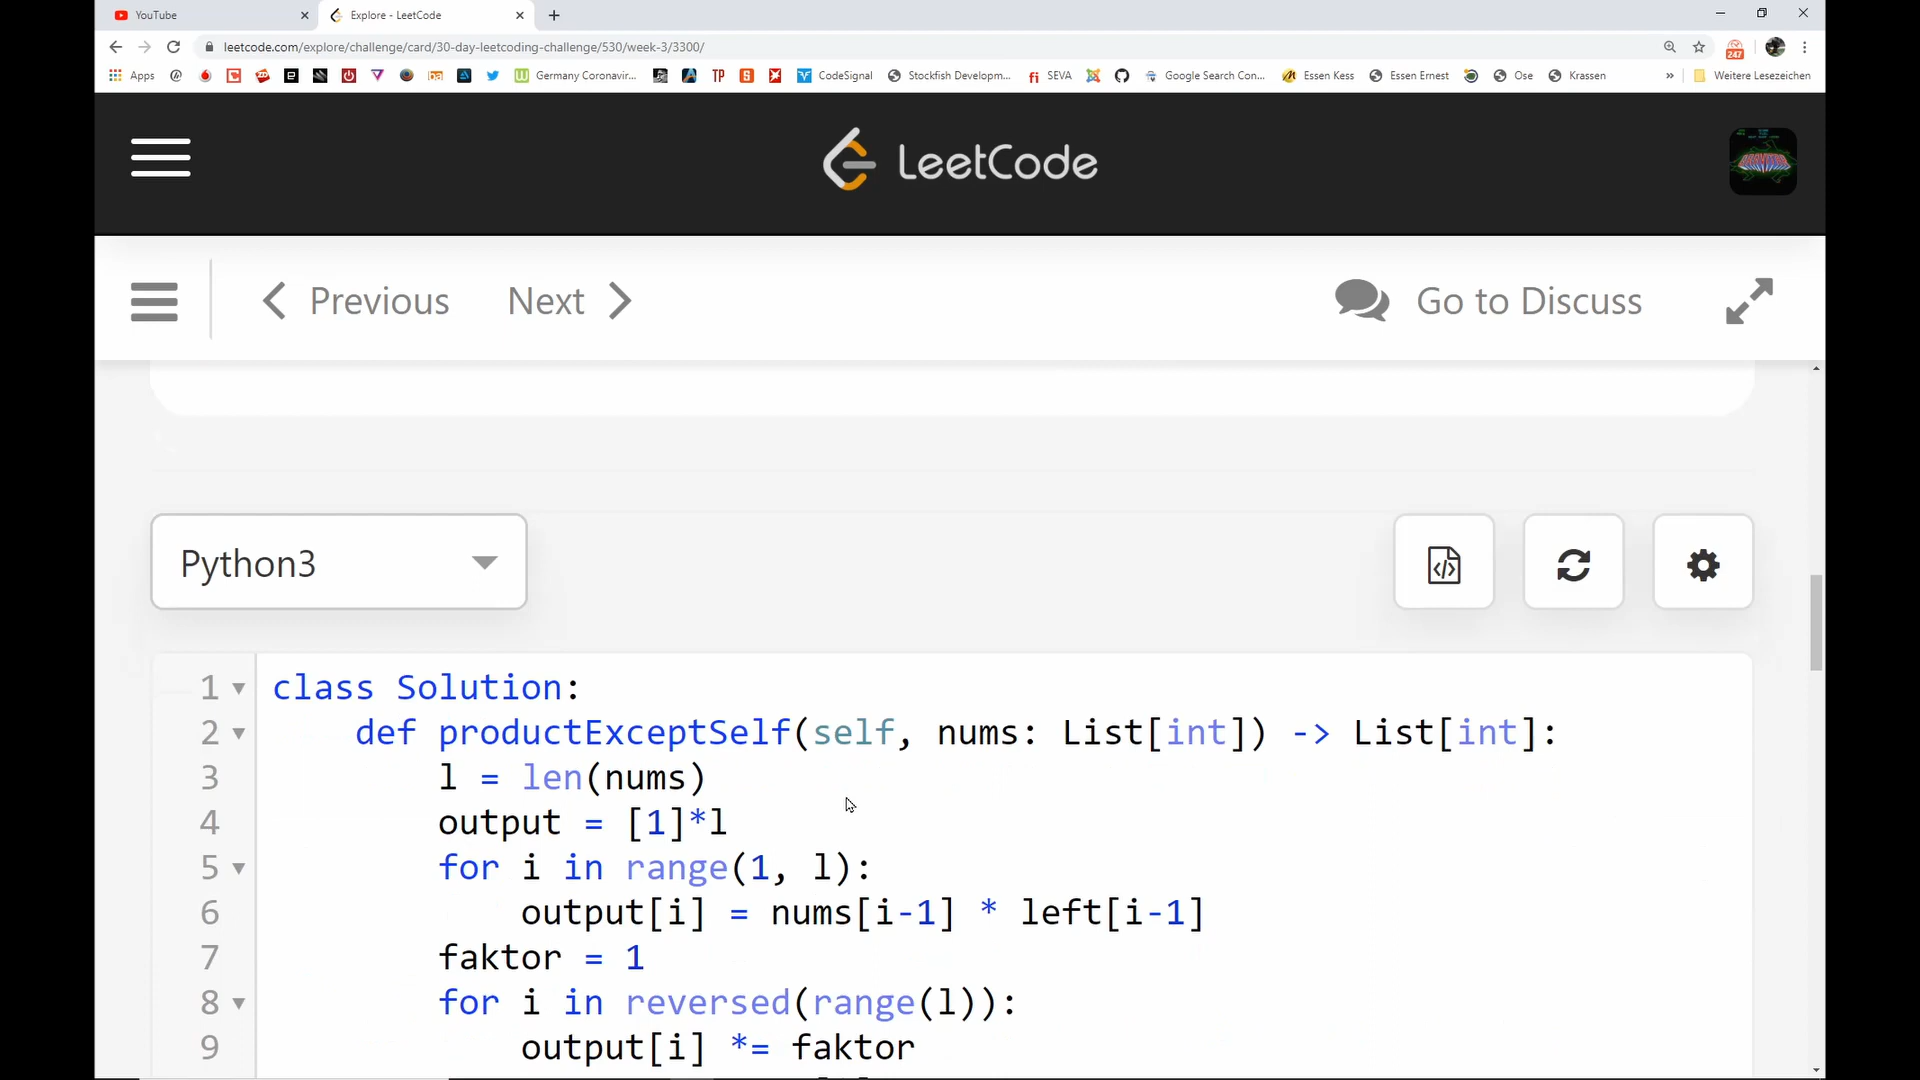 YouTube
Explore - LeetCode
leetcode.com/explore/challenge/card/30-day-leetcoding-challenge/530/week-3/3300/
247
Apps
Germany Coronavir...
TP
CodeSignal
Stockfish Developm...
fi SEVA
Google Search Con...
Essen Kess
Essen Ernest
Ose
Krassen
»
Weitere Lesezeichen
LeetCode
Previous
Next
Go to Discuss
Python3
1 class Solution:
2 def productExceptSelf(self, nums: List[int]) -> List[int]:
3 l = len(nums)
4 output = [1]*l
5 for i in range(1, l):
6 output[i] = nums[i-1] * left[i-1]
7 faktor = 1
8 for i in reversed(range(l)):
9 output[i] *= faktor